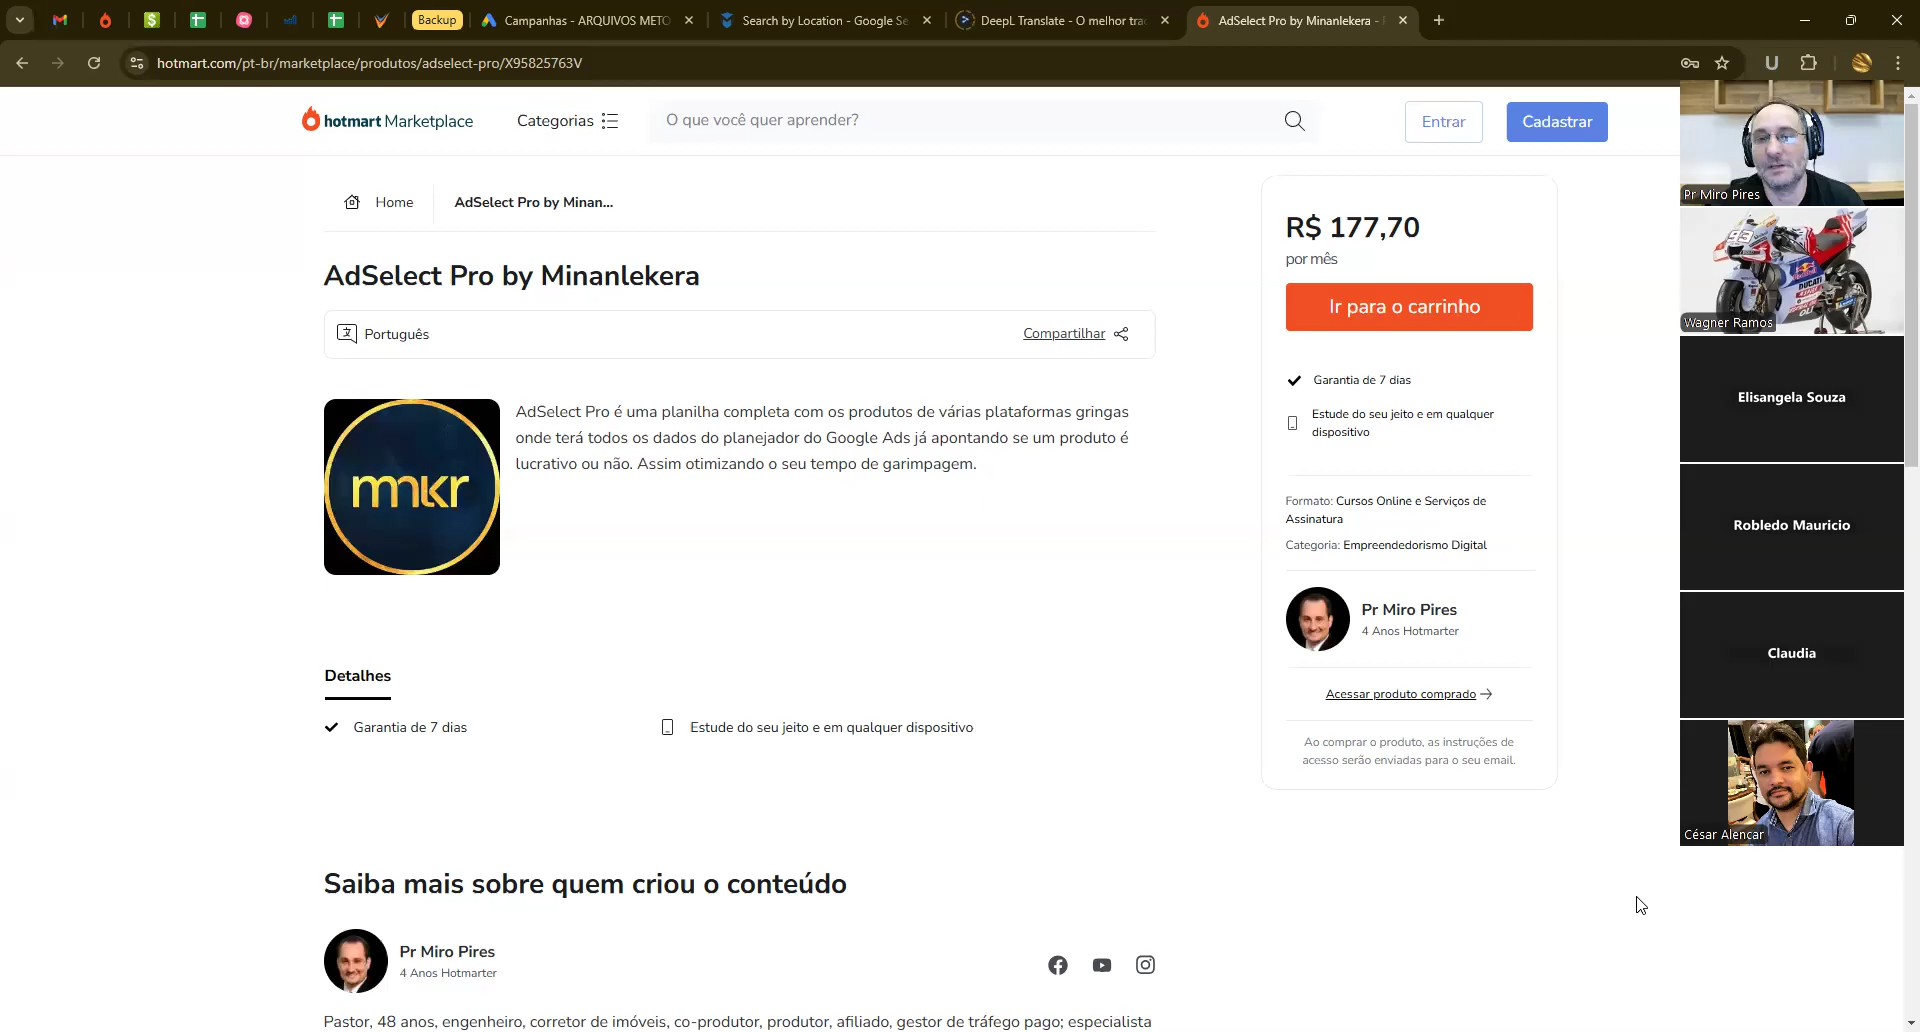 Backup
Campanhas - ARQUIVOS METO
Search by Location - Google Se
DeepL Translate - O melhor tra
AdSelect Pro by Minanlekera -
hotmart.com/pt-br/marketplace/produtos/adselect-pro/X95825763V
hotmart Marketplace
Categorias
O que você quer aprender?
Entrar
Cadastrar
Home
AdSelect Pro by Minan...
AdSelect Pro by Minanlekera
Português
Compartilhar
mnkr
AdSelect Pro é uma planilha completa com os produtos de várias plataformas gringas
onde terá todos os dados do planejador do Google Ads já apontando se um produto é
lucrativo ou não. Assim otimizando o seu tempo de garimpagem.
Detalhes
Garantia de 7 dias
Estude do seu jeito e em qualquer dispositivo
Saiba mais sobre quem criou o conteúdo
Pr Miro Pires
4 Anos Hotmarter
Pastor, 48 anos, engenheiro, corretor de imóveis, co-produtor, produtor, afiliado, gestor de tráfego pago; especialista
R$ 177,70
por mês
Ir para o carrinho
Garantia de 7 dias
Estude do seu jeito e em qualquer
dispositivo
Formato: Cursos Online e Serviços de
Assinatura
Categoria: Empreendedorismo Digital
Pr Miro Pires
4 Anos Hotmarter
Acessar produto comprado
Ao comprar o produto, as instruções de
acesso serão enviadas para o seu email.
Pr Miro Pires
93
Red Bull
DUCATI
Wagner Ramos
Elisangela Souza
Robledo Mauricio
Claudia
César Alencar